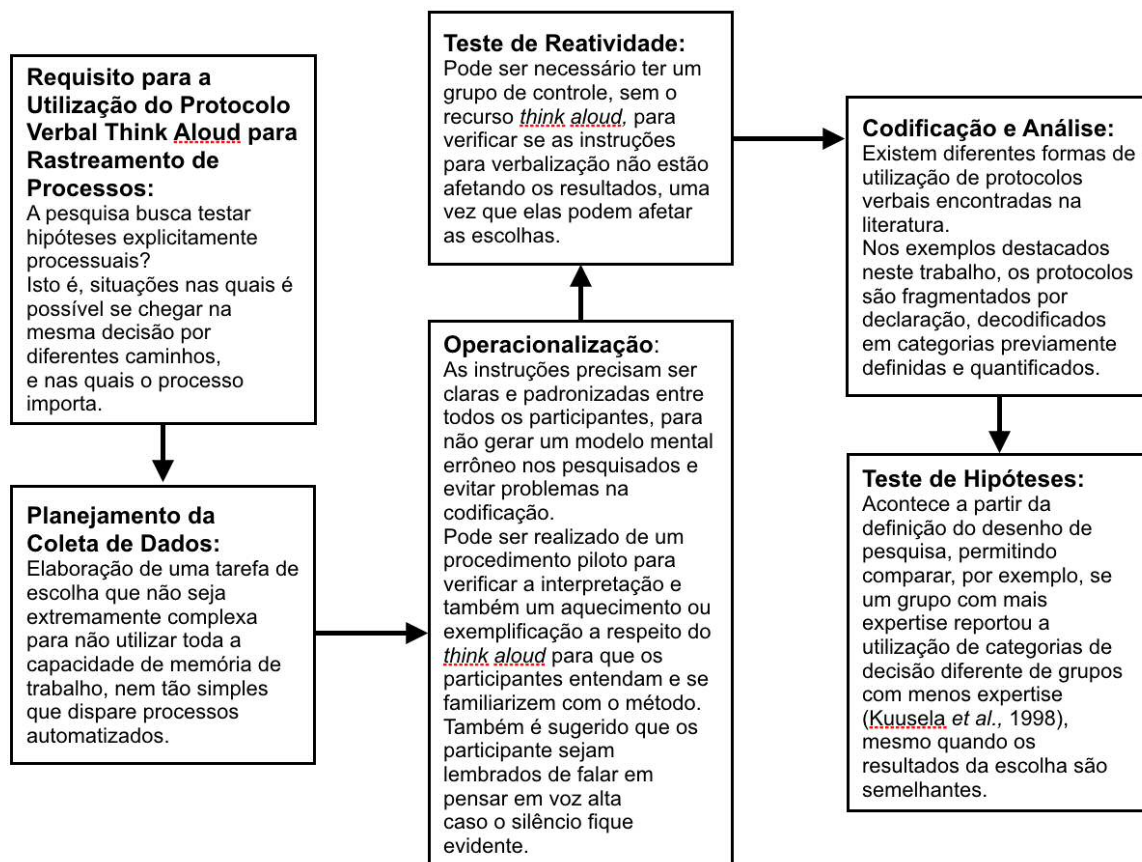 Requisito para a
Utilização do Protocolo
Verbal Think Aloud para
Rastreamento de
Processos:
A pesquisa busca testar
hipóteses explicitamente
processuais?
Isto é, situações nas quais é
possível se chegar na
mesma decisão por
diferentes caminhos,
e nas quais o processo
importa.
Planejamento da
Coleta de Dados:
Elaboração de uma tarefa de
escolha que não seja
extremamente complexa
para não utilizar toda a
capacidade de memória de
trabalho, nem tão simples
que dispare processos
automatizados.
Operacionalização:
As instruções precisam ser
claras e padronizadas entre
todos os participantes, para
não gerar um modelo mental
errôneo nos pesquisados e
evitar problemas na
codificação.
Pode ser realizado de um
procedimento piloto para
verificar a interpretação e
também um aquecimento ou
exemplificação a respeito do
think aloud para que os
participantes entendam e se
familiarizem com o método.
Também é sugerido que os
participante sejam
lembrados de falar em
pensar em voz alta
caso o silêncio fique
evidente.
Teste de Reatividade:
Pode ser necessário ter um
grupo de controle, sem o
recurso think aloud, para
verificar se as instruções
para verbalização não estão
afetando os resultados, uma
vez que elas podem afetar
as escolhas.
Codificação e Análise:
Existem diferentes formas de
utilização de protocolos
verbais encontradas na
literatura.
Nos exemplos destacados
neste trabalho, os protocolos
são fragmentados por
declaração, decodificados
em categorias previamente
definidas e quantificados.
Teste de Hipóteses:
Acontece a partir da
definição do desenho de
pesquisa, permitindo
comparar, por exemplo, se
um grupo com mais
expertise reportou a
utilização de categorias de
decisão diferente de grupos
com menos expertise
(Kuusela et al., 1998),
mesmo quando os
resultados da escolha são
semelhantes.